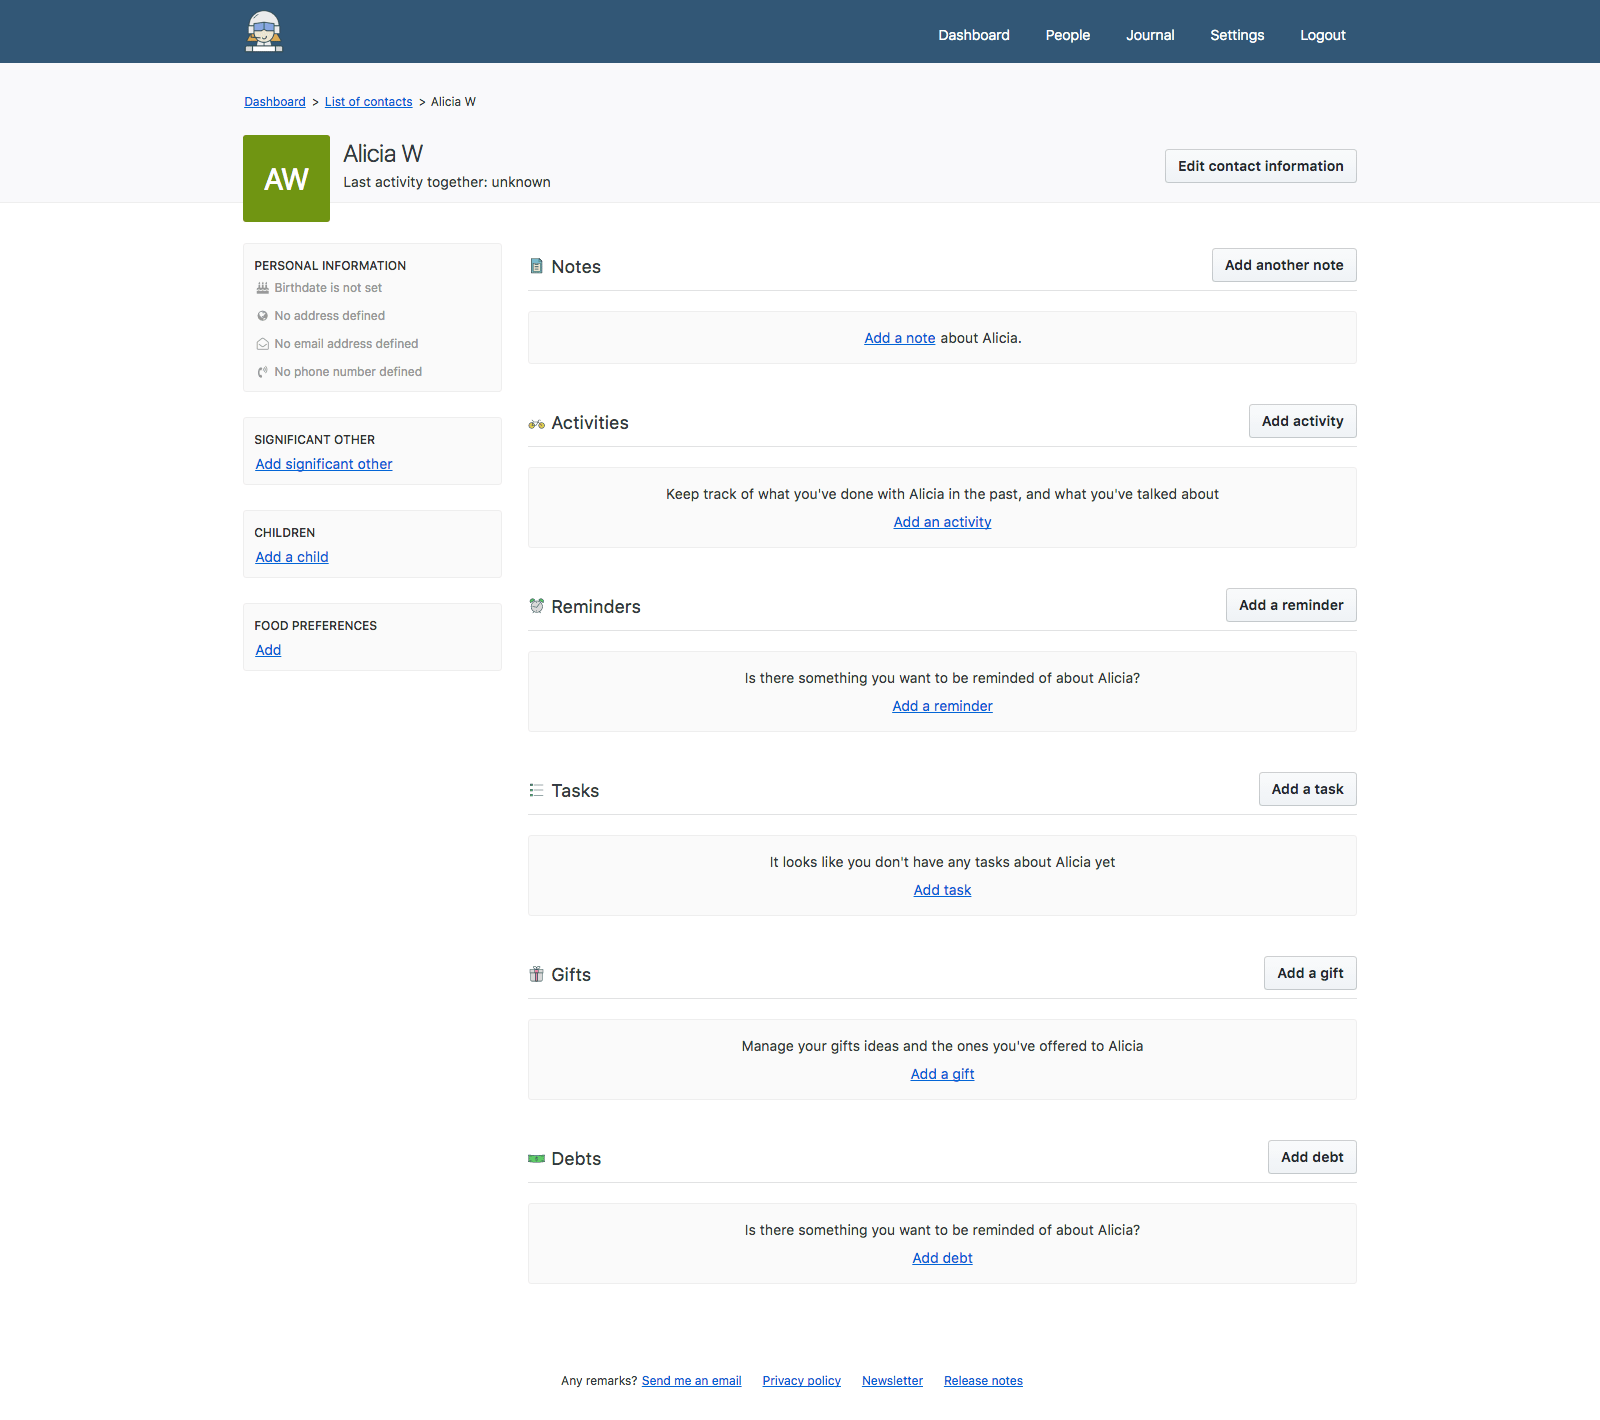 Dashboard People Journal Settings Logout
Dashboard > List of contacts > Alicia W
AW
Alicia W
Last activity together: unknown
Edit contact information
PERSONAL INFORMATION
Birthdate is not set
No address defined
No email address defined
No phone number defined
SIGNIFICANT OTHER
Add significant other
CHILDREN
Add a child
FOOD PREFERENCES
Add
Notes
Add another note
Add a note about Alicia.
Activities
Add activity
Keep track of what you've done with Alicia in the past, and what you've talked about
Add an activity
Reminders
Add a reminder
Is there something you want to be reminded of about Alicia?
Add a reminder
Tasks
Add a task
It looks like you don't have any tasks about Alicia yet
Add task
Gifts
Add a gift
Manage your gifts ideas and the ones you've offered to Alicia
Add a gift
Debts
Add debt
Is there something you want to be reminded of about Alicia?
Add debt
Any remarks? Send me an email Privacy policy Newsletter Release notes